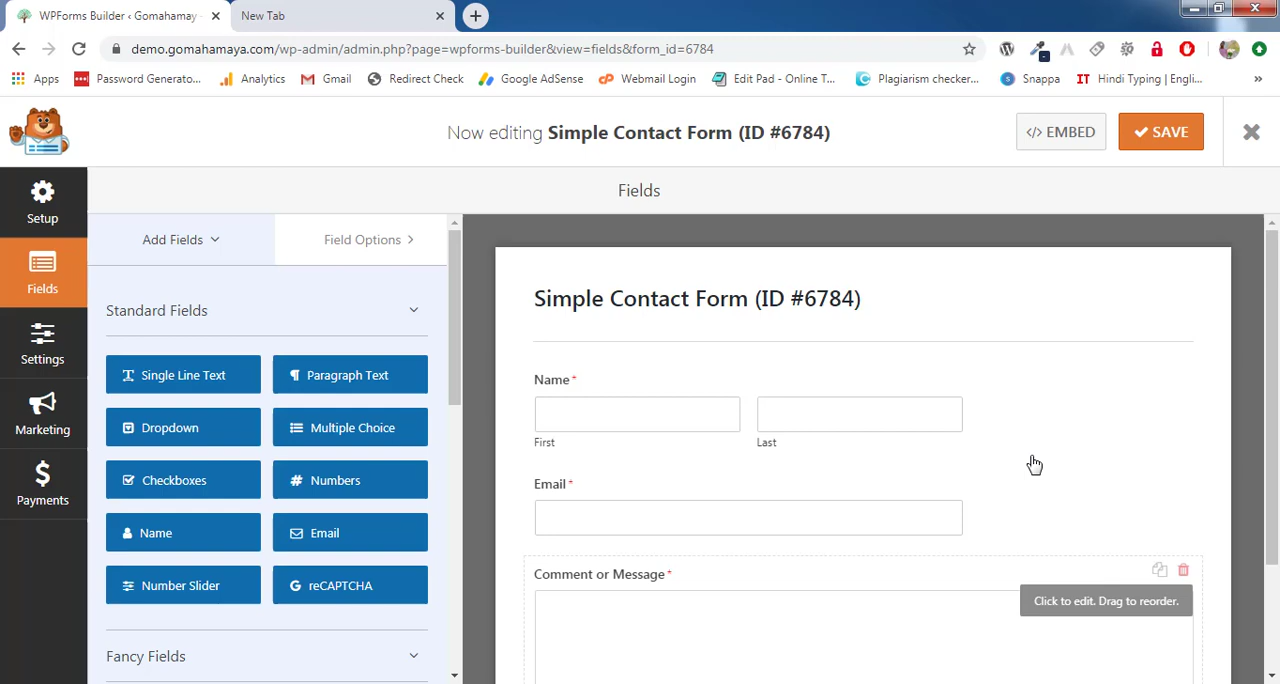 WPForms Builder ‹ Gomahamay
New Tab
demo.gomahamaya.com/wp-admin/admin.php?page=wpforms-builder&view=fields&form_id=6784
Apps
Password Generato...
Analytics
Gmail
Redirect Check
Google AdSense
Webmail Login
Edit Pad - Online T...
Plagiarism checker...
Snappa
IT
Hindi Typing | Engli...
Now editing Simple Contact Form (ID #6784)
</> EMBED
SAVE
Setup
Fields
Settings
Marketing
Payments
Fields
Add Fields
Field Options
Standard Fields
Single Line Text
Paragraph Text
Dropdown
Multiple Choice
Checkboxes
# Numbers
Name
Email
Number Slider
G reCAPTCHA
Fancy Fields
Simple Contact Form (ID #6784)
Name *
First
Last
Email *
Comment or Message *
Click to edit. Drag to reorder.